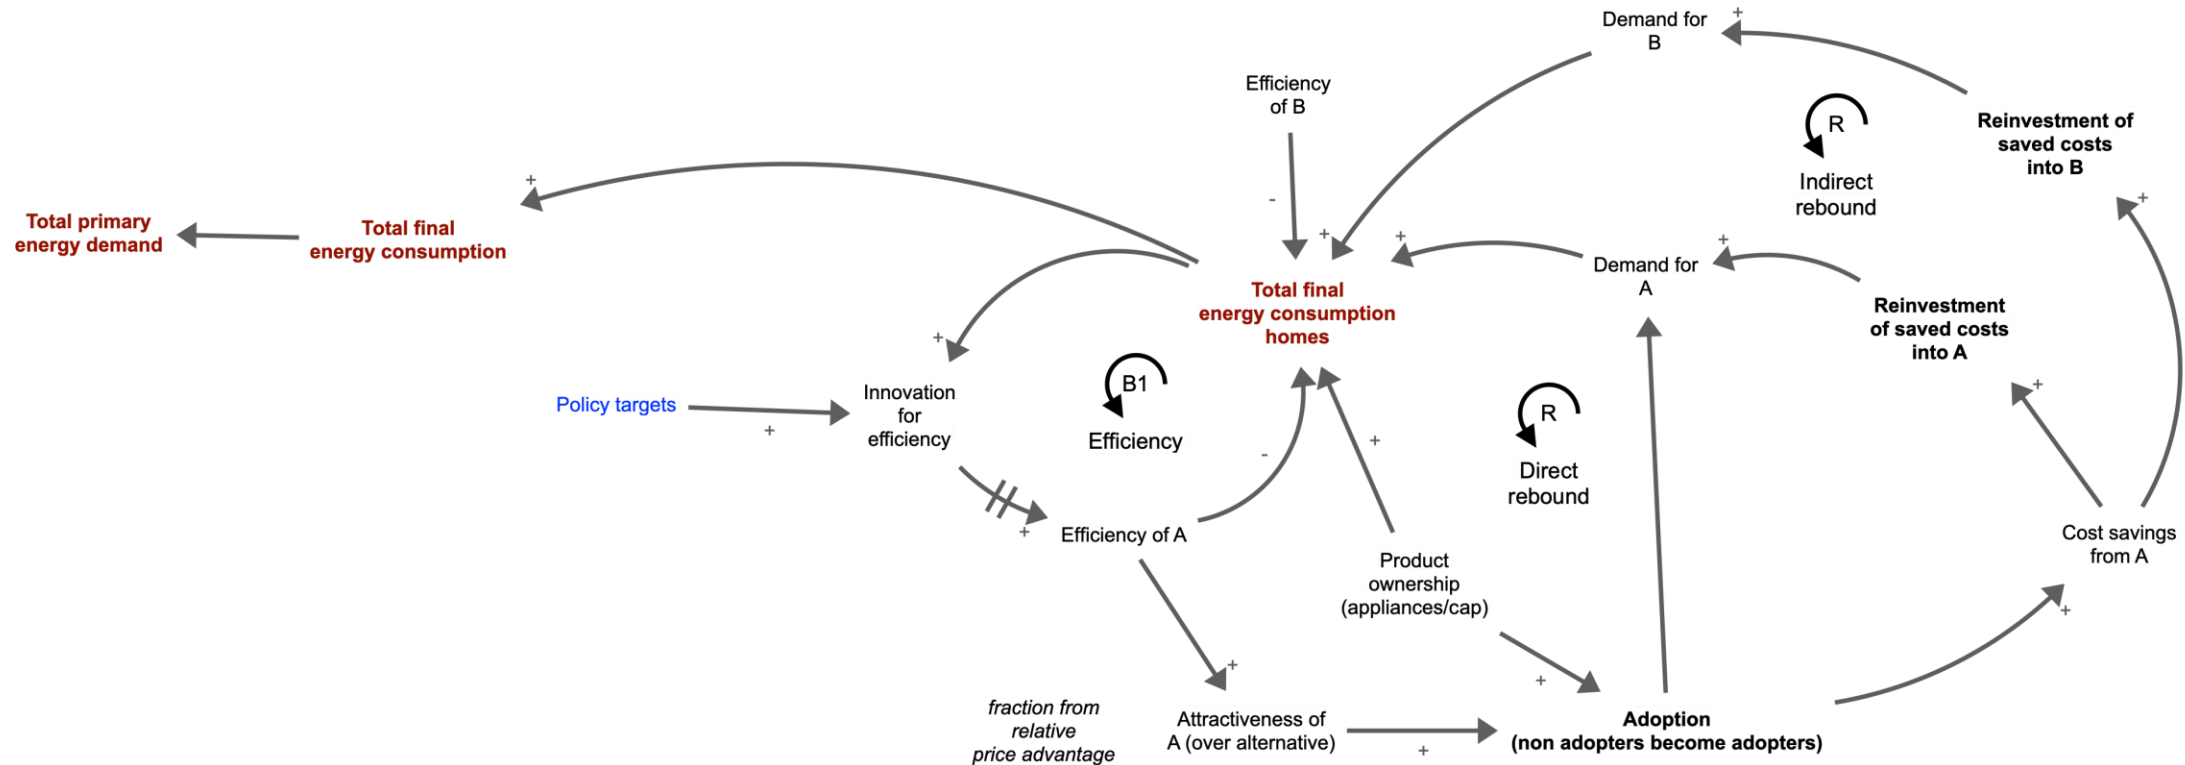 Demand for
B
+
Efficiency
of B
R
Indirect
rebound
Reinvestment of
saved costs
into B
+
+
-
Total primary
energy demand
Total final
energy consumption
+
+
+
Demand for
A
Total final
energy consumption
homes
Reinvestment
of saved costs
into A
+
Policy targets
+
Innovation
for
efficiency
B1
Efficiency
+
R
Direct
rebound
+
-
+
Efficiency of A
Product
ownership
(appliances/cap)
Cost savings
from A
+
+
+
fraction from
relative
price advantage
Attractiveness of
A (over alternative)
+
Adoption
(non adopters become adopters)